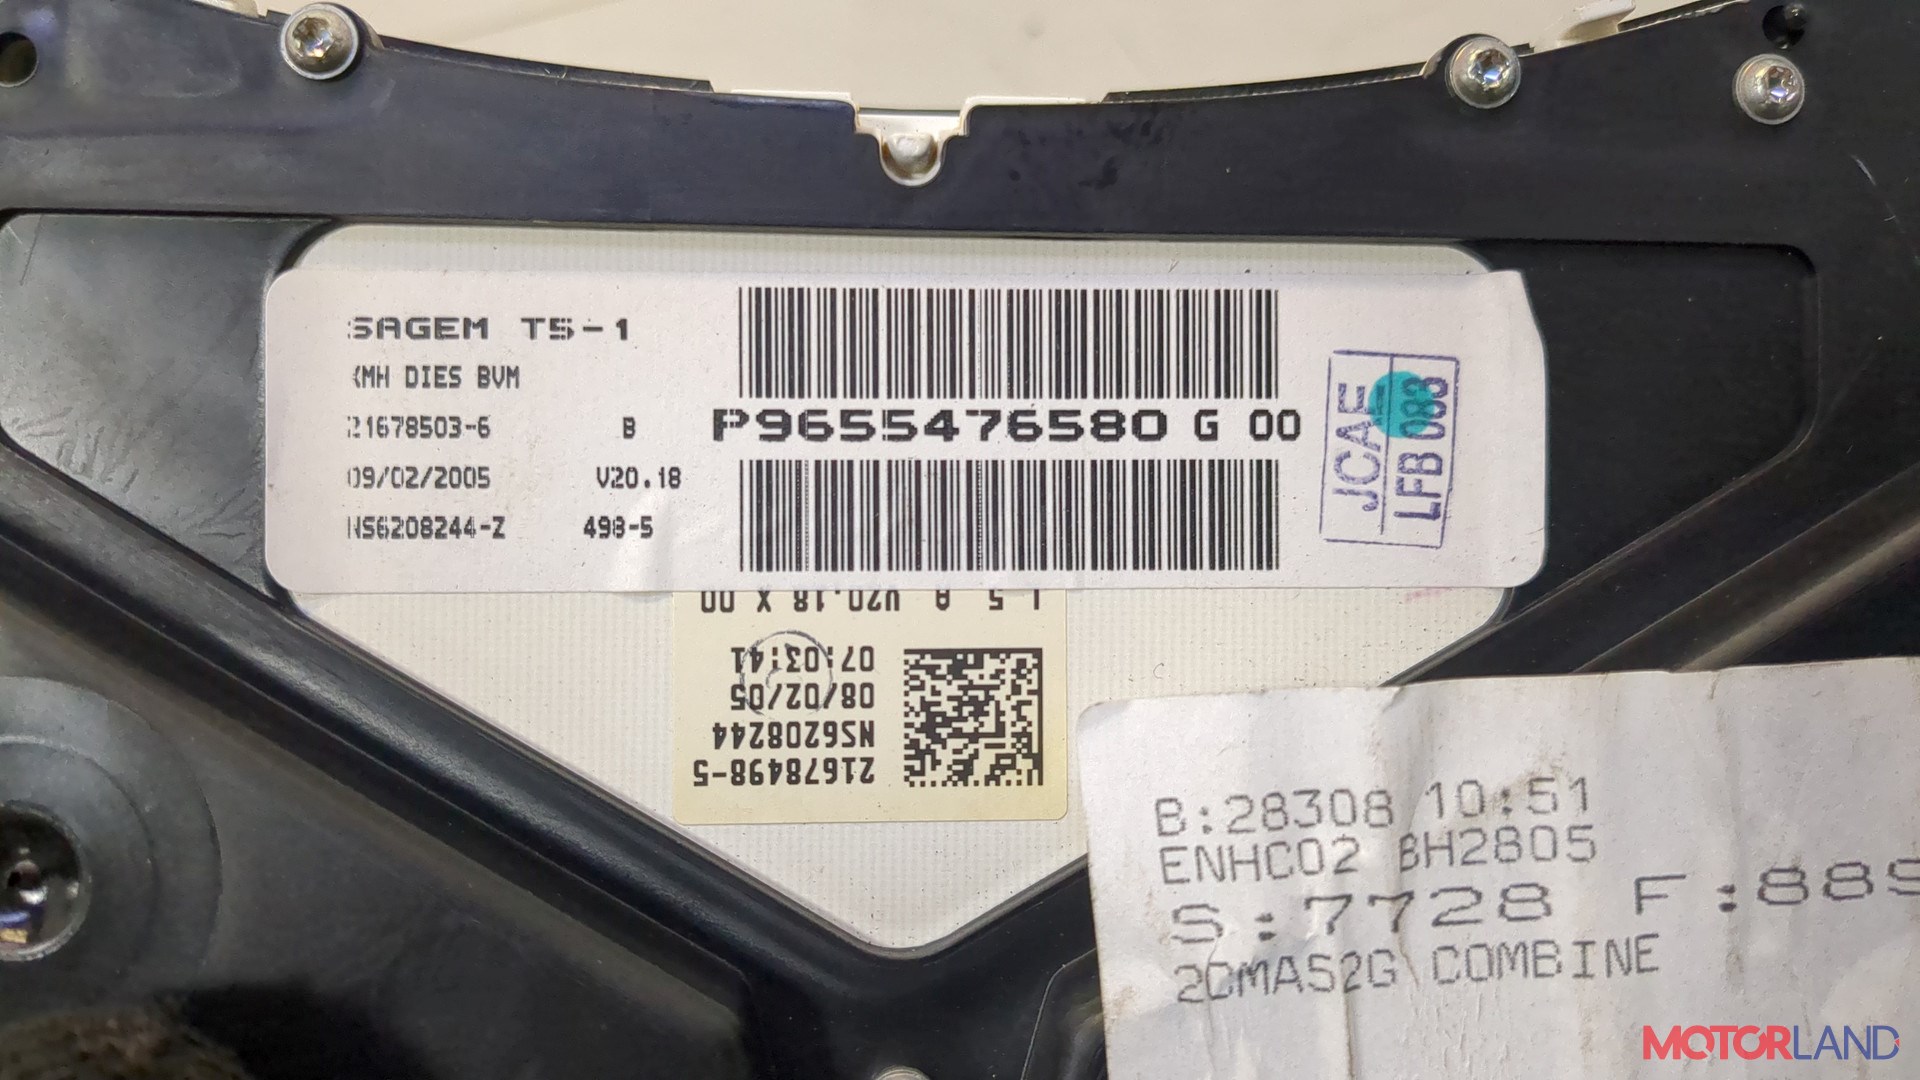 SAGEM T5-1
KMH DIES BVM
21678503-6 B
09/02/2005 V20.18
NS6208244-Z 498-5
P9655476580 G 00
JCAE
LFB 083
21678498-5
NS6208244
08/02/05
07:03:41
5 A V20.18 X 00
B:28308 10:51
ENHC02 BH2805
S:7728 F:889
2CMA52G COMBINE
MOTORLAND